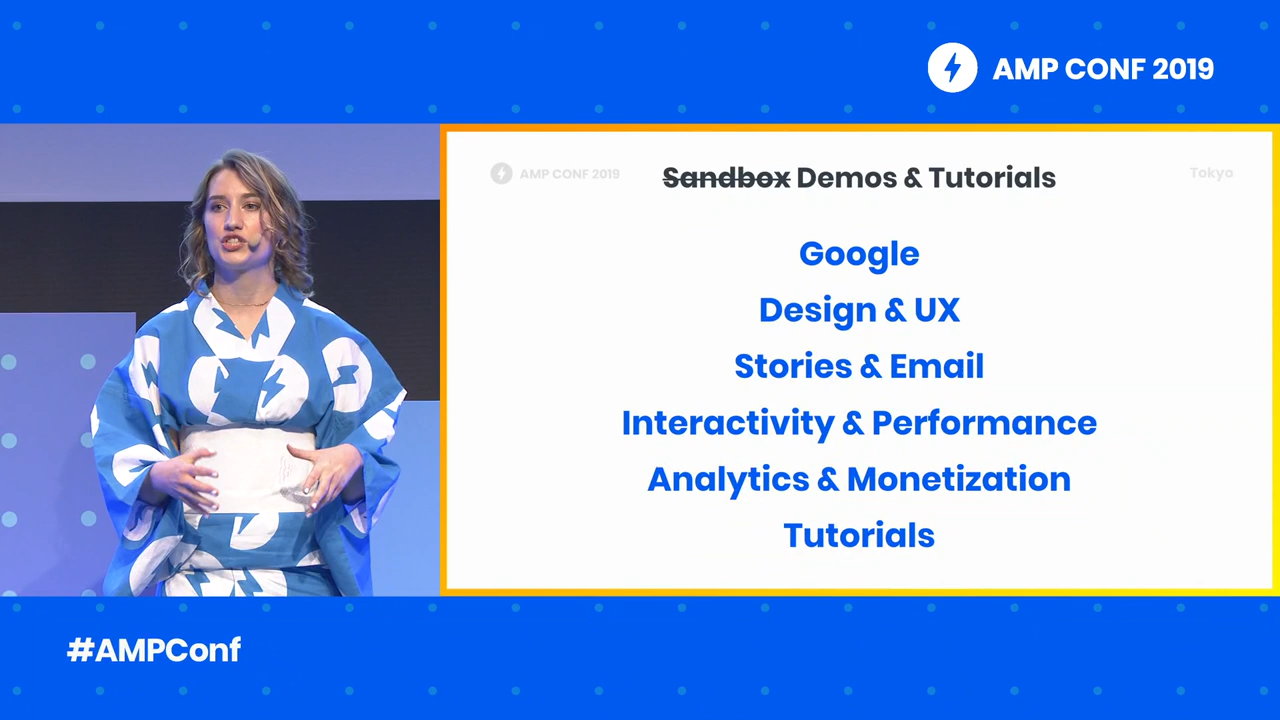 AMP CONF 2019
AMP CONF 2019
Sandbox Demos & Tutorials
Tokyo
Google
Design & UX
Stories & Email
Interactivity & Performance
Analytics & Monetization
Tutorials
#AMPConf